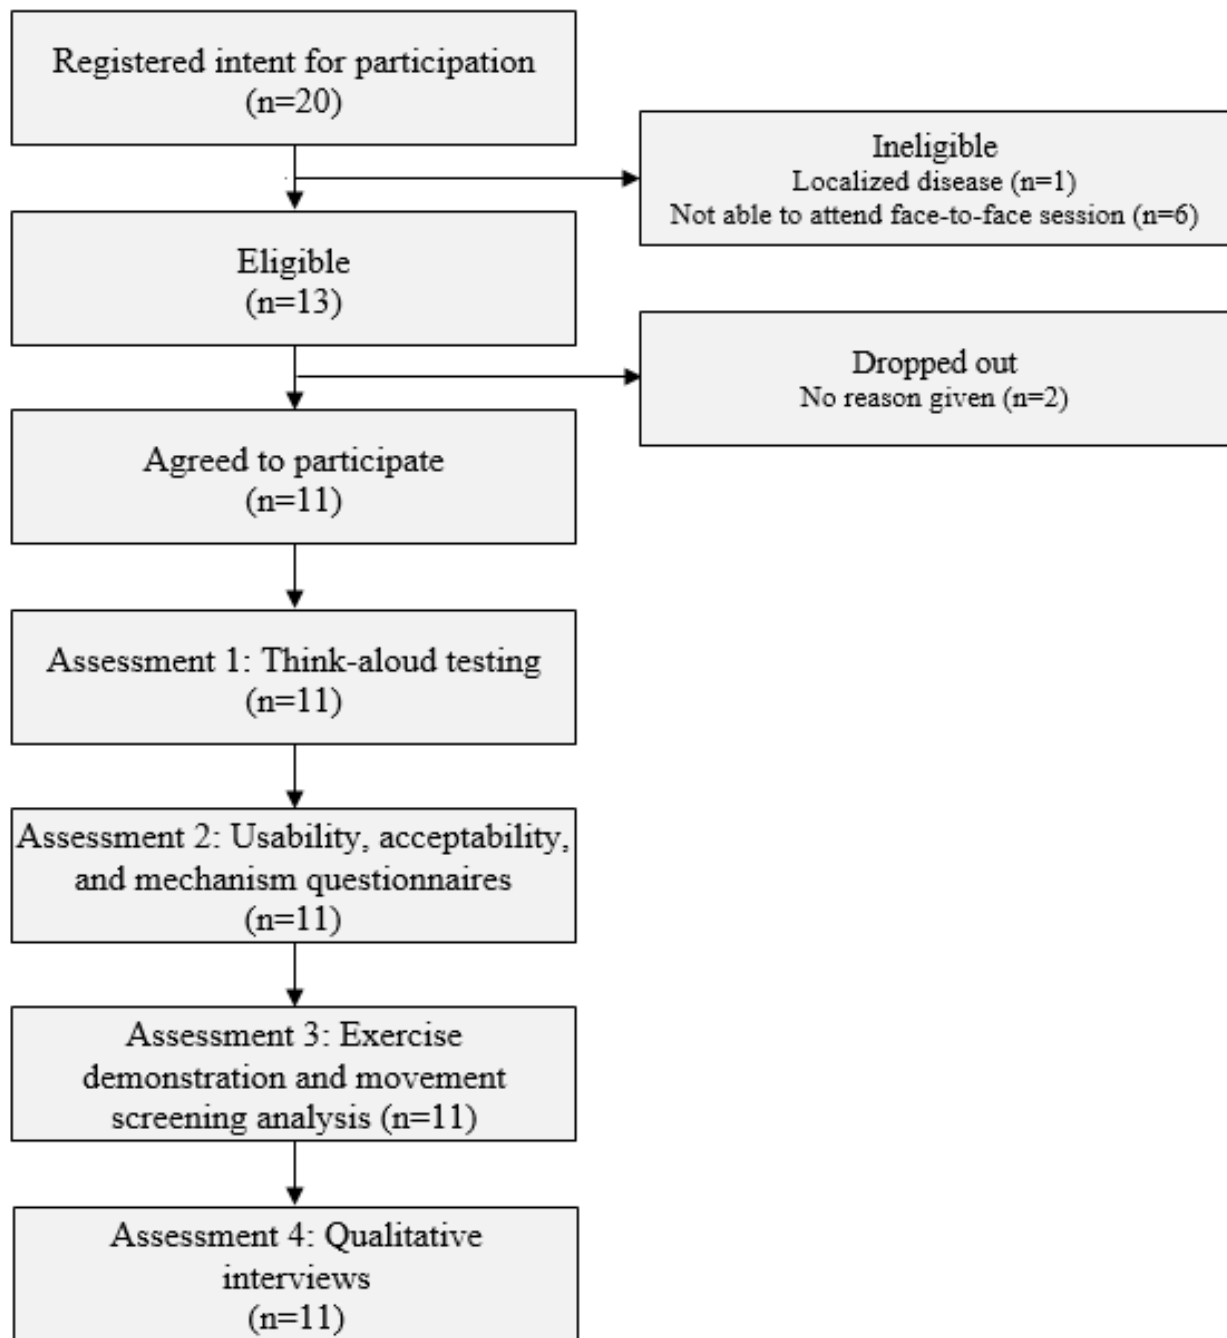 Registered intent for participation
(n=20)
Ineligible
Localized disease (n=1)
Not able to attend face-to-face session (n=6)
Eligible
(n=13)
Dropped out
No reason given (n=2)
Agreed to participate
(n=11)
Assessment 1: Think-aloud testing
(n=11)
Assessment 2: Usability, acceptability,
and mechanism questionnaires
(n=11)
Assessment 3: Exercise
demonstration and movement
screening analysis (n=11)
Assessment 4: Qualitative
interviews
(n=11)